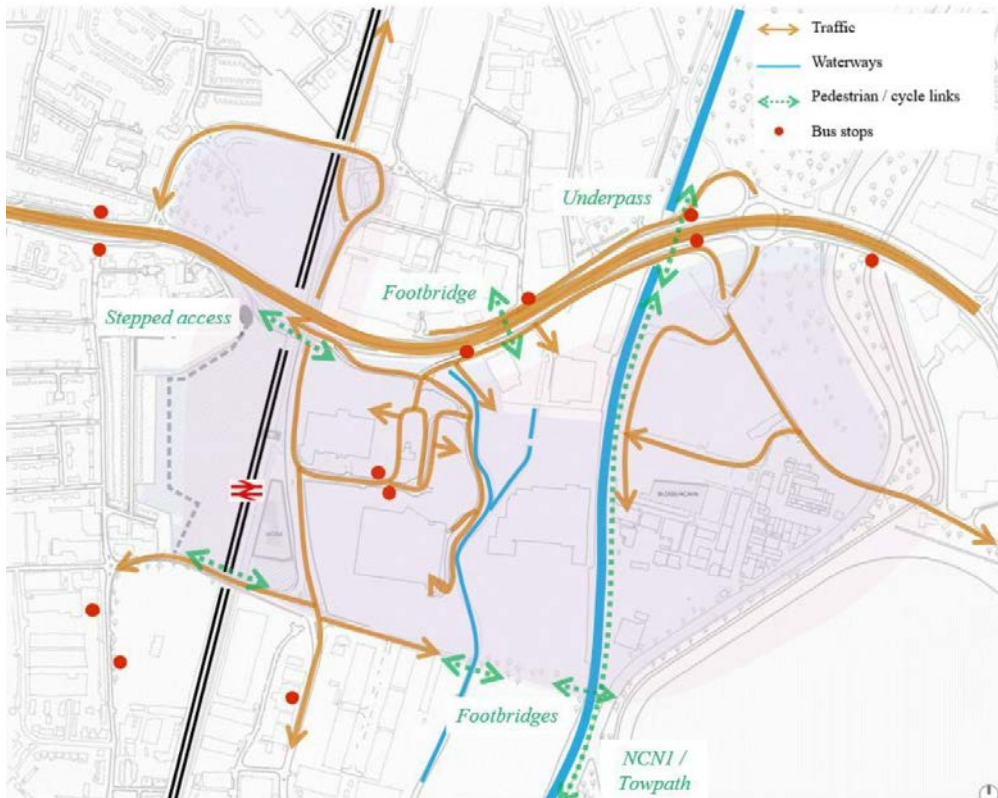 Traffic
Waterways
Pedestrian / cycle links
Bus stops
Underpass
Footbridge
Stepped access
Footbridges
NCN1 /
Towpath